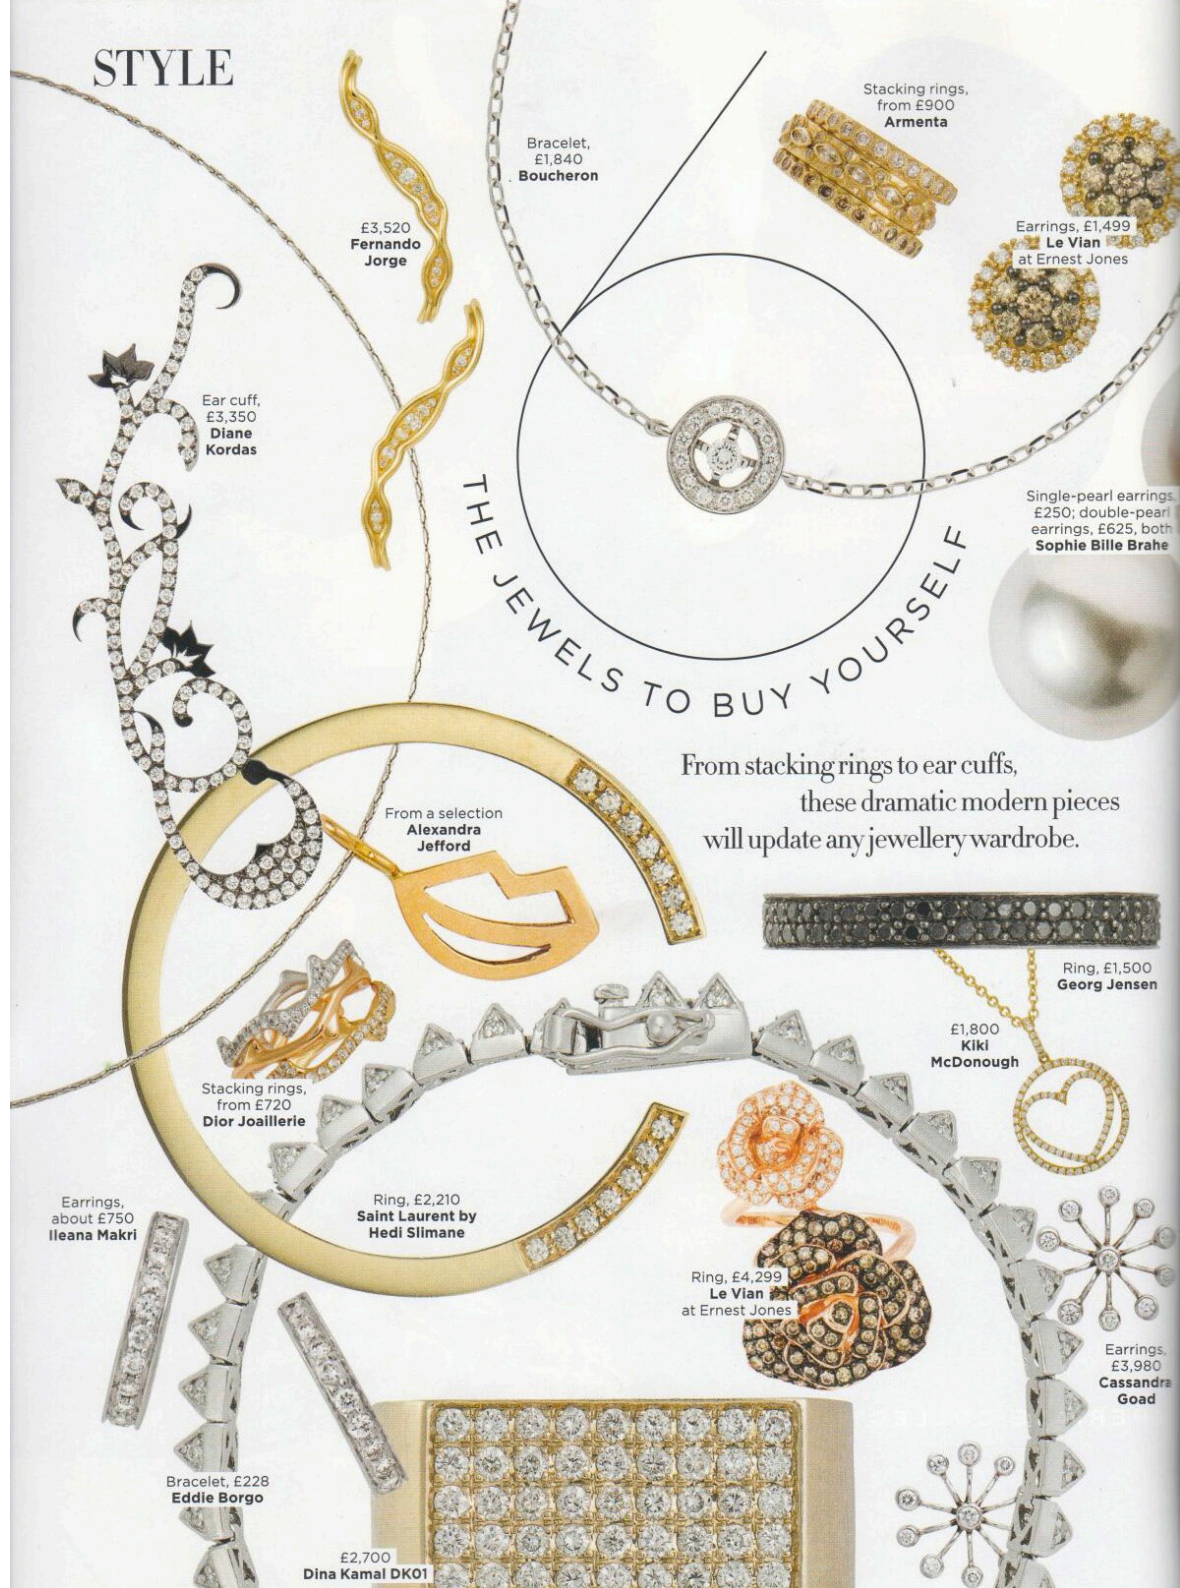 STYLE
Stacking rings,
from £900
Armenta
Bracelet,
£1,840
Boucheron
£3,520
Fernando
Jorge
Earrings, £1,499
Le Vian
at Ernest Jones
Ear cuff,
£3,350
Diane
Kordas
Single-pearl earrings,
£250; double-pearl
earrings, £625, both
Sophie Bille Brahe
THE JEWELS TO BUY YOURSELF
From stacking rings to ear cuffs,
these dramatic modern pieces
will update any jewellery wardrobe.
From a selection
Alexandra
Jefford
Ring, £1,500
Georg Jensen
£1,800
Kiki
McDonough
Stacking rings,
from £720
Dior Joaillerie
Earrings,
about £750
Ileana Makri
Ring, £2,210
Saint Laurent by
Hedi Slimane
Ring, £4,299
Le Vian
at Ernest Jones
Earrings,
£3,980
Cassandra
Goad
Bracelet, £228
Eddie Borgo
£2,700
Dina Kamal DK01